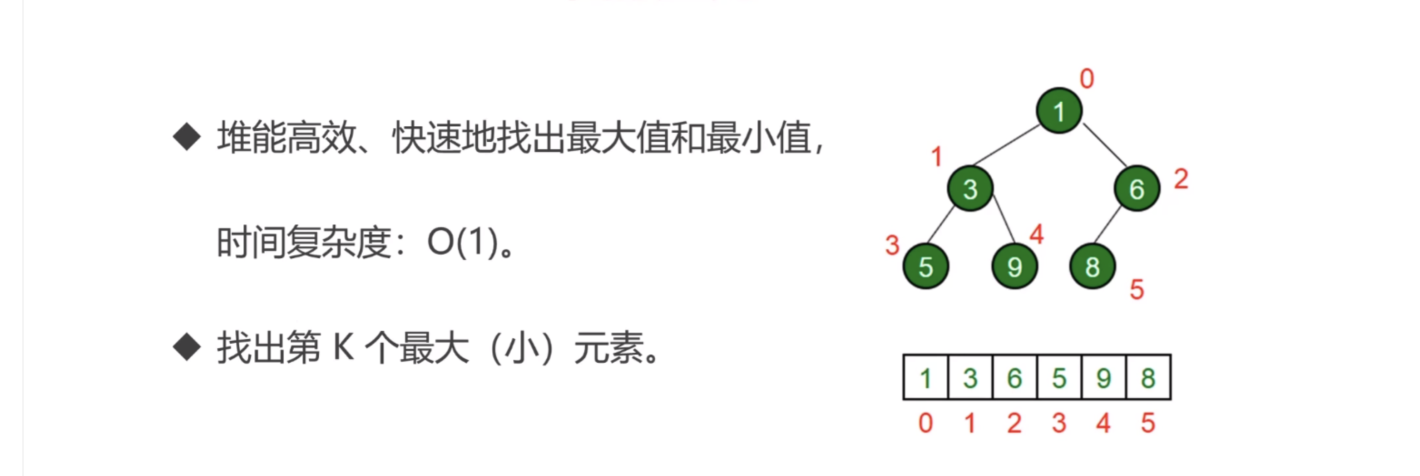 ◆ 堆能高效、快速地找出最大值和最小值，
时间复杂度：O(1)。
◆ 找出第 K 个最大（小）元素。
0
1
1
3
6
2
3
4
5
9
8
5
1 3 6 5 9 8
0 1 2 3 4 5